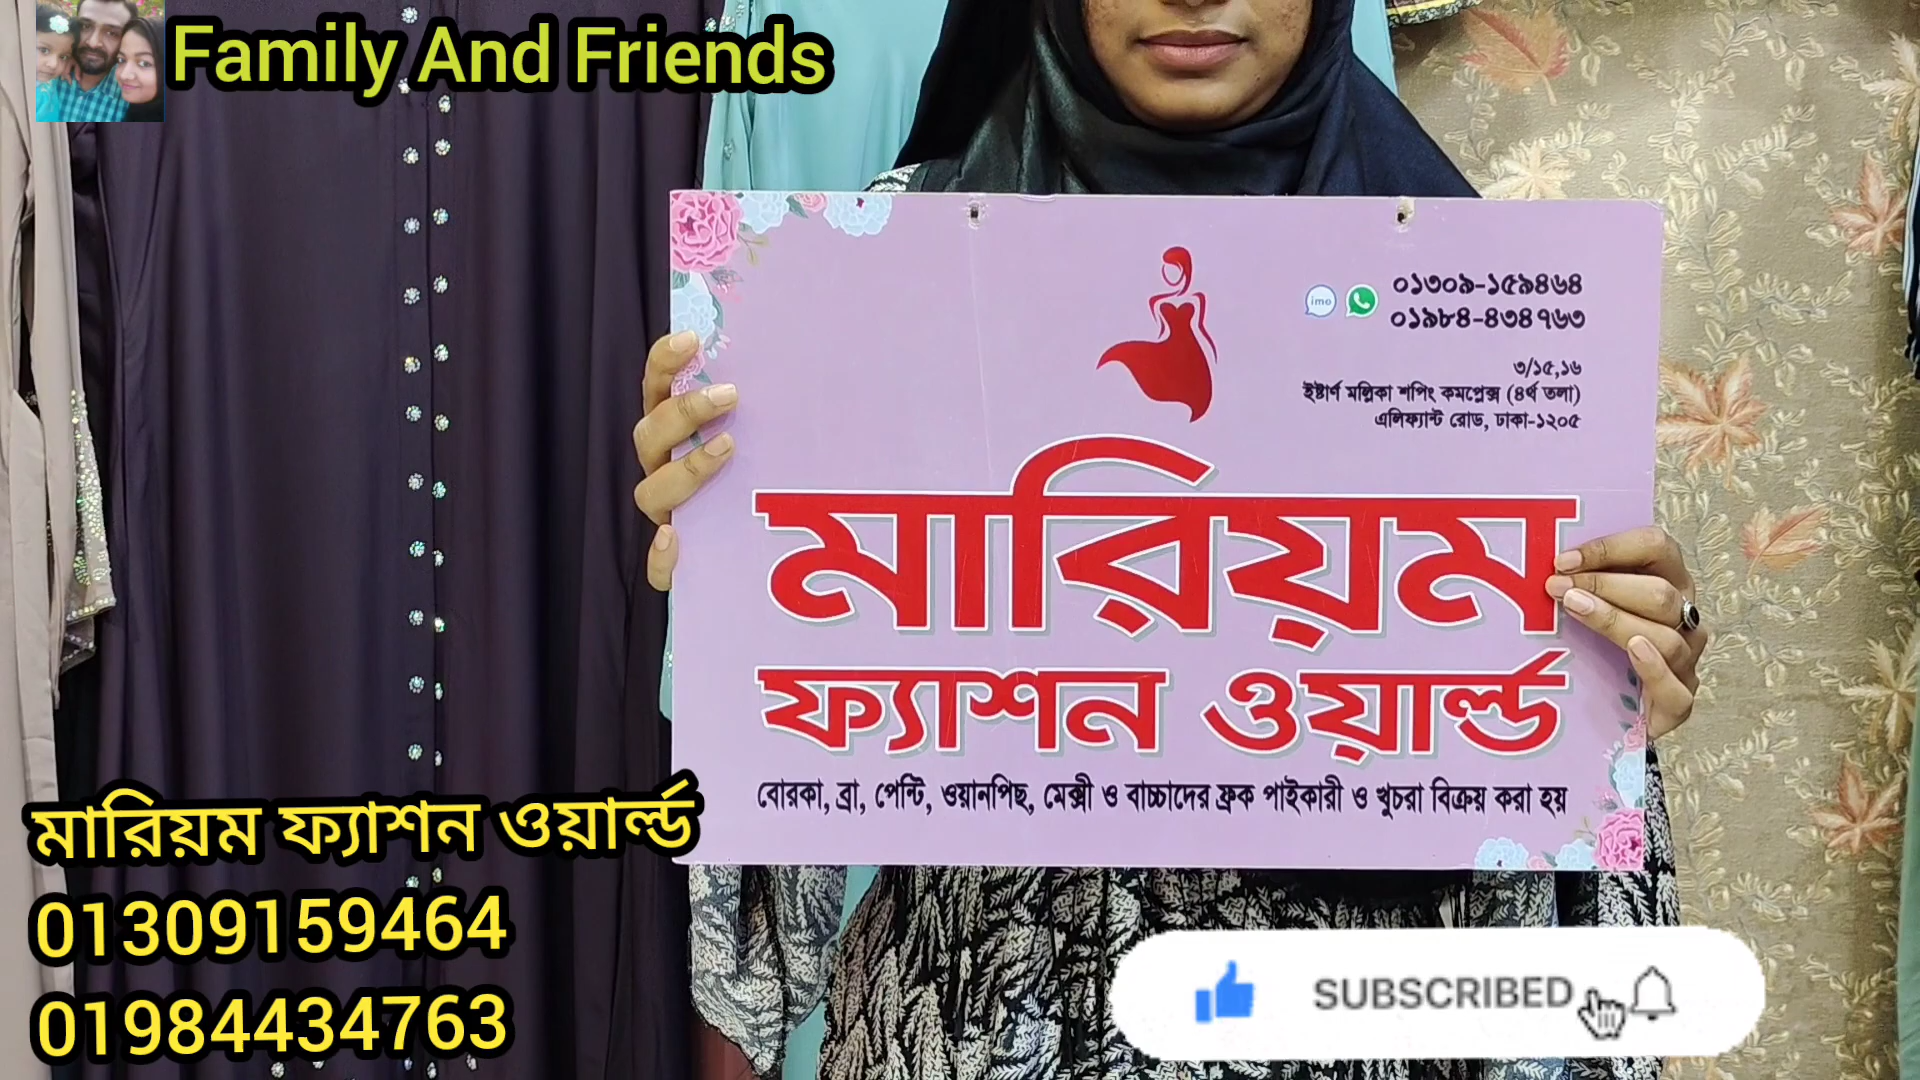 Family And Friends
imo
০১৩০৯-১৫৯৪৬৪
০১৯৮৪-৪৩৪৭৬৩
৩/১৫,১৬
ইষ্টার্ণ মল্লিকা শপিং কমপ্লেক্স (৪র্থ তলা)
এলিফ্যান্ট রোড, ঢাকা-১২০৫
মারিয়ম
ফ্যাশন ওয়ার্ল্ড
বোরকা, ব্রা, পেন্টি, ওয়ানপিছ, মেক্সী ও বাচ্চাদের ফ্রক পাইকারী ও খুচরা বিক্রয় করা হয়
মারিয়ম ফ্যাশন ওয়ার্ল্ড
01309159464
01984434763
SUBSCRIBED